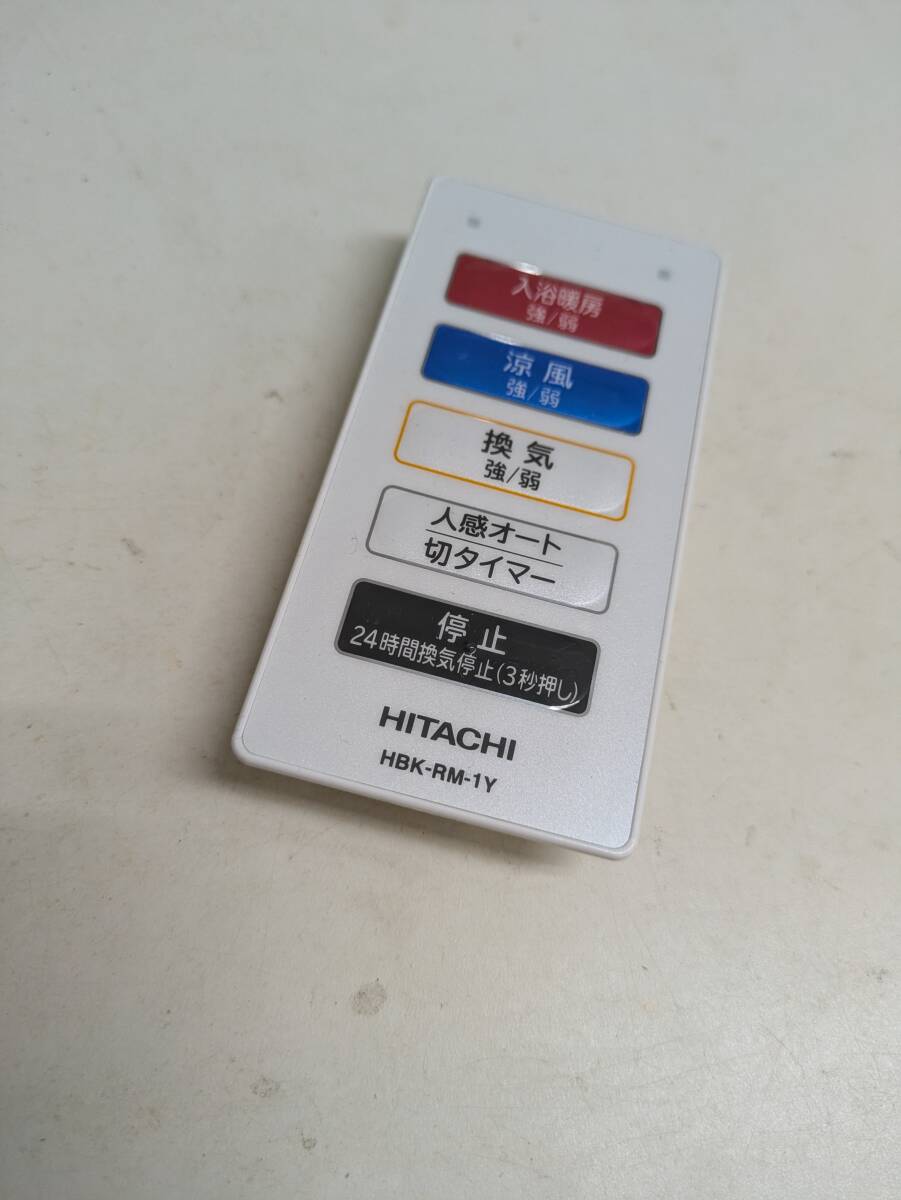 入浴暖房
強/弱
涼風
強/弱
換気
強/弱
人感オート
切タイマー
停止
24時間換気停止(3秒押し)
HITACHI
HBK-RM-1Y